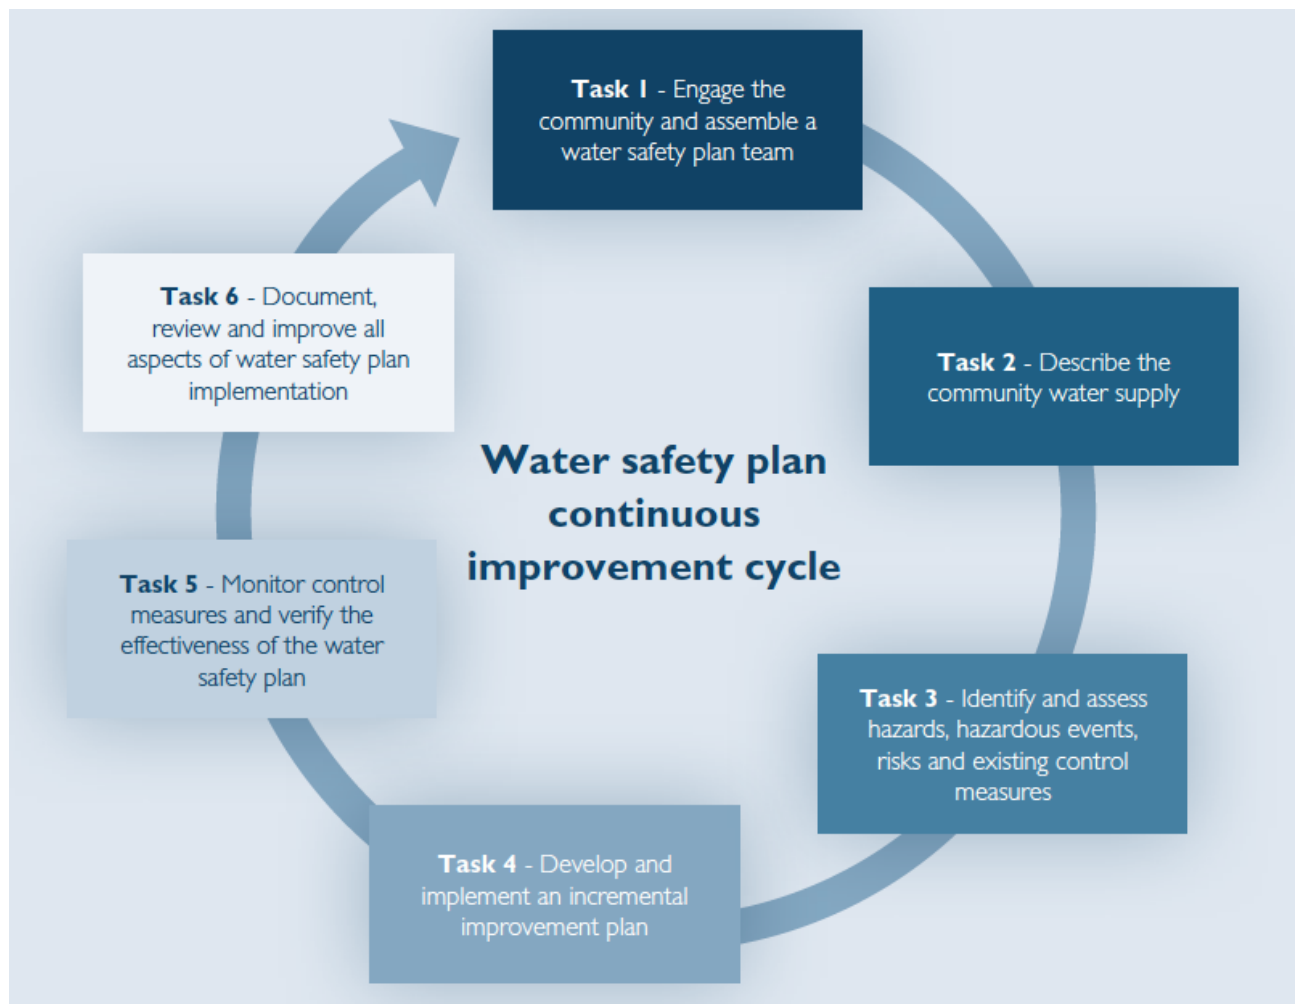 Task 1 - Engage the
community and assemble a
water safety plan team
Task 2 - Describe the
community water supply
Task 3 - Identify and assess
hazards, hazardous events,
risks and existing control
measures
Task 4 - Develop and
implement an incremental
improvement plan
Task 5 - Monitor control
measures and verify the
effectiveness of the water
safety plan
Task 6 - Document,
review and improve all
aspects of water safety plan
implementation
Water safety plan
continuous
improvement cycle